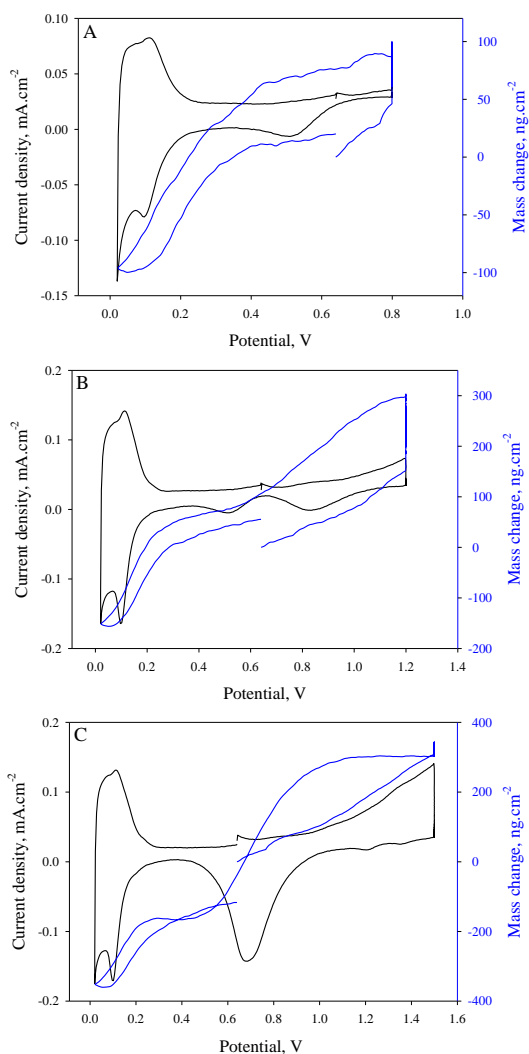 A
0.10
0.05
0.00
-0.05
-0.10
-0.15
Current density, mA.cm-2
100
50
0
-50
-100
Mass change, ng.cm-2
0.0 0.2 0.4 0.6 0.8 1.0
Potential, V
B
0.2
0.1
0.0
-0.1
-0.2
Current density, mA.cm-2
300
200
100
0
-100
-200
Mass change, ng.cm-2
0.0 0.2 0.4 0.6 0.8 1.0 1.2 1.4
Potential, V
C
0.2
0.1
0.0
-0.1
-0.2
Current density, mA.cm-2
400
200
0
-200
-400
Mass change, ng.cm-2
0.0 0.2 0.4 0.6 0.8 1.0 1.2 1.4 1.6
Potential, V